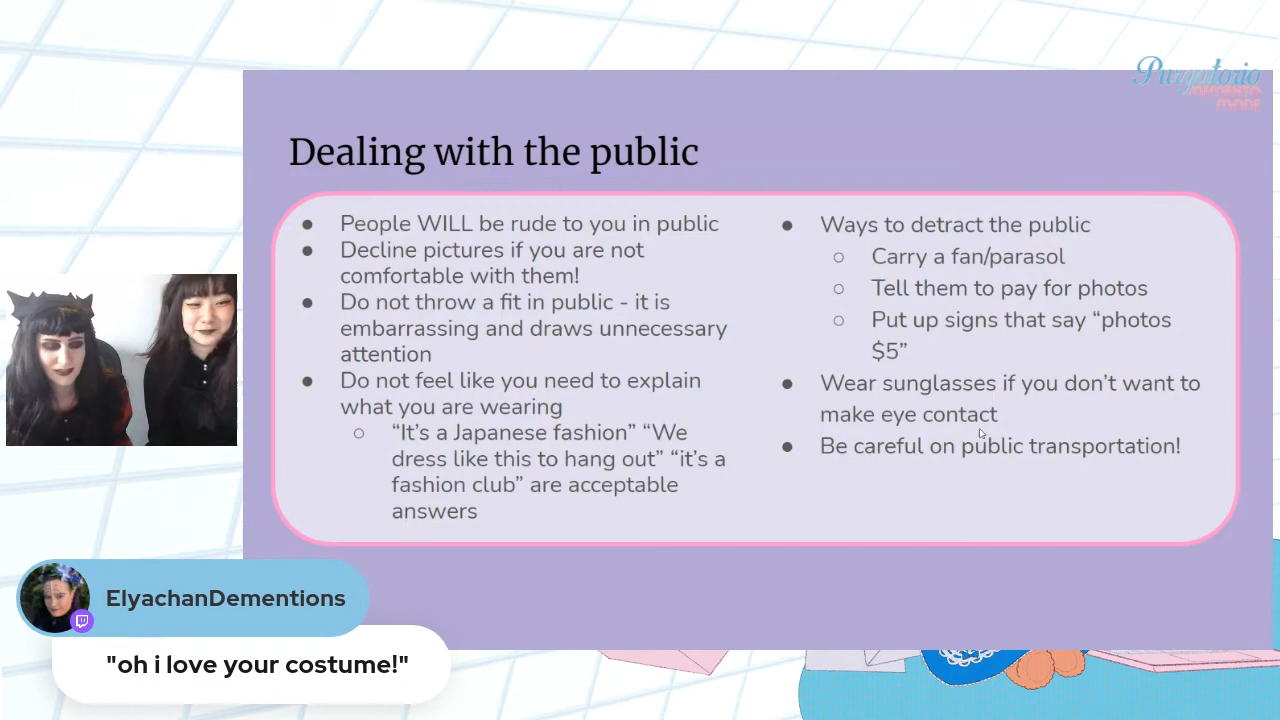 Purgatorio
DEMENTO
MODE
Dealing with the public
● People WILL be rude to you in public
● Decline pictures if you are not
comfortable with them!
● Do not throw a fit in public - it is
embarrassing and draws unnecessary
attention
● Do not feel like you need to explain
what you are wearing
○ “It’s a Japanese fashion” “We
dress like this to hang out” “it’s a
fashion club” are acceptable
answers
● Ways to detract the public
○ Carry a fan/parasol
○ Tell them to pay for photos
○ Put up signs that say “photos
$5”
● Wear sunglasses if you don’t want to
make eye contact
● Be careful on public transportation!
ElyachanDementions
"oh i love your costume!"